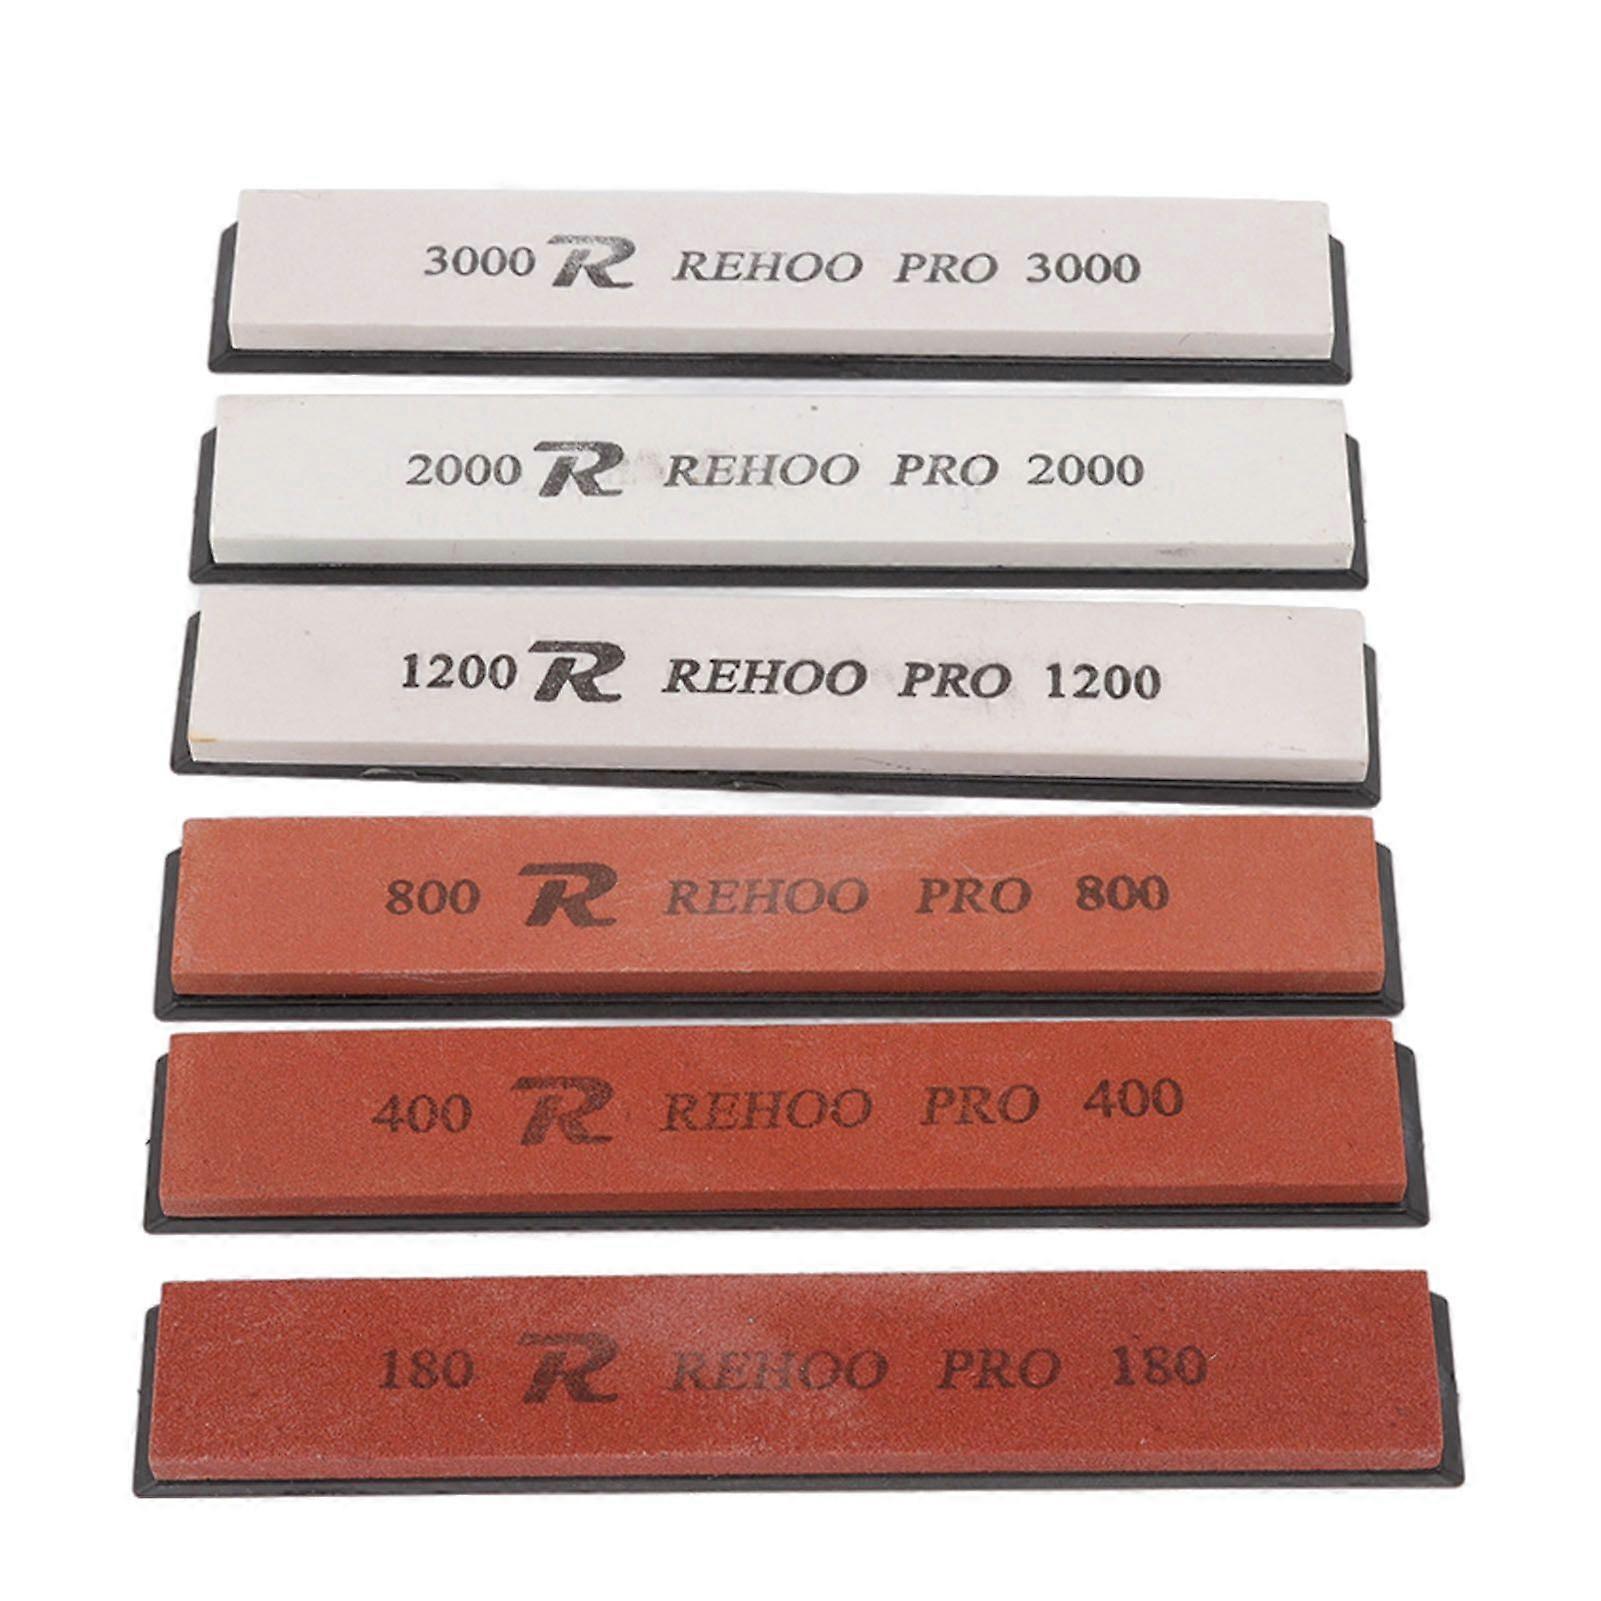 3000 R REHOO PRO 3000
2000 R REHOO PRO 2000
1200 R REHOO PRO 1200
800 R REHOO PRO 800
400 R REHOO PRO 400
180 R REHOO PRO 180